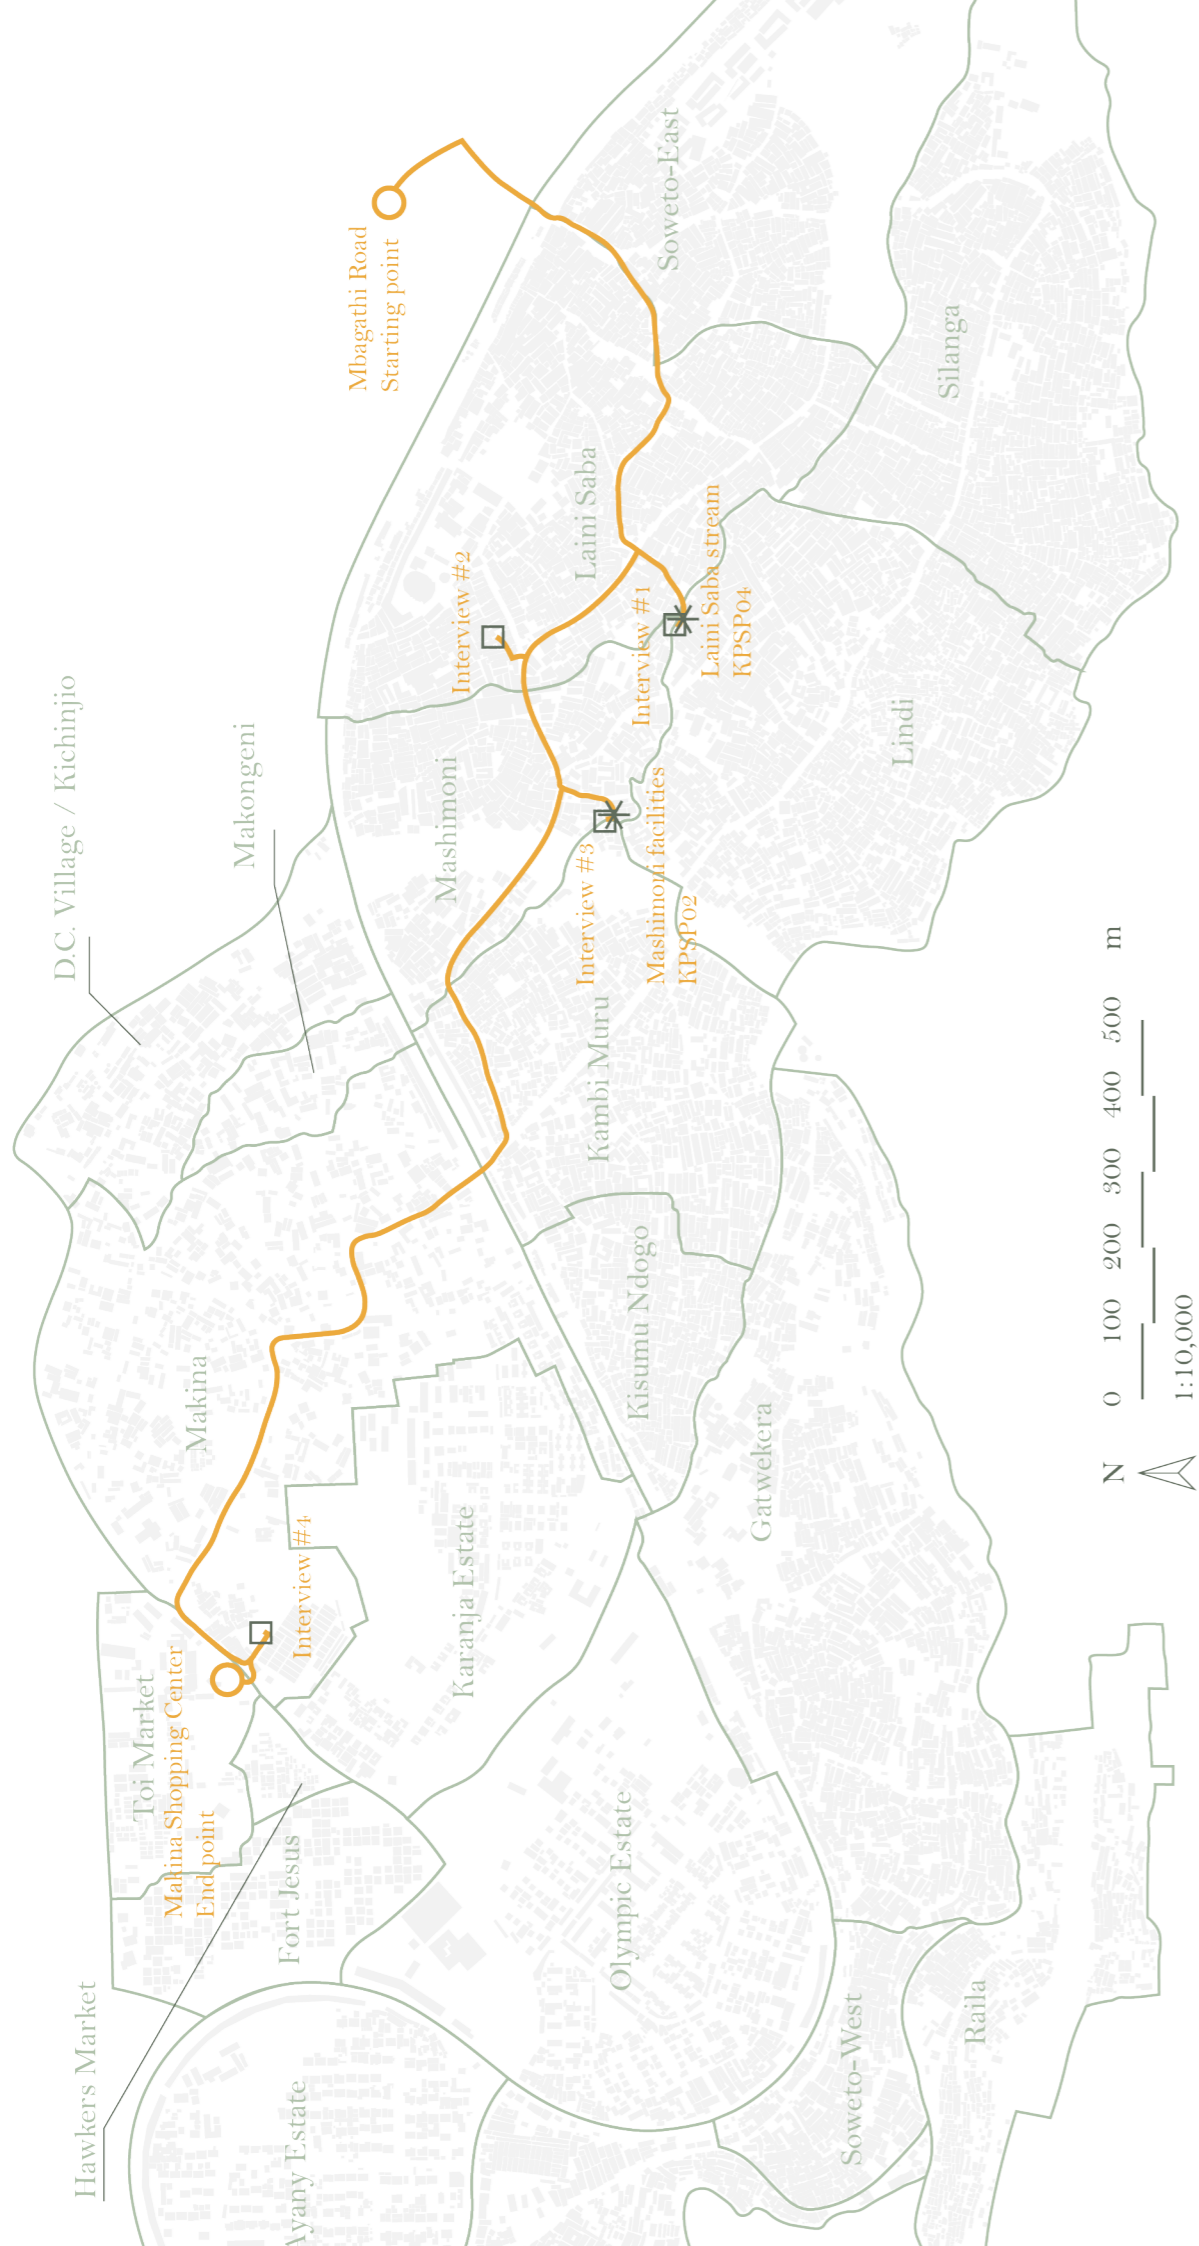 Hawkers Market
D.C. Village / Kichinjio
Toi Market
Makina Shopping Center
End point
Makina
Makongeni
Ayany Estate
Fort Jesus
Interview #4
Mbagathi Road
Starting point
Karanja Estate
Mashimoni
Interview #2
Olympic Estate
Kisumu Ndogo
Kambi Muru
Interview #3
Laini Saba
Mashimoni facilities
KPSP02
Interview #1
Soweto-East
Laini Saba stream
KPSP04
Gatwekera
Soweto-West
Lindi
Silanga
Raila
N
0 100 200 300 400 500 m
1:10,000